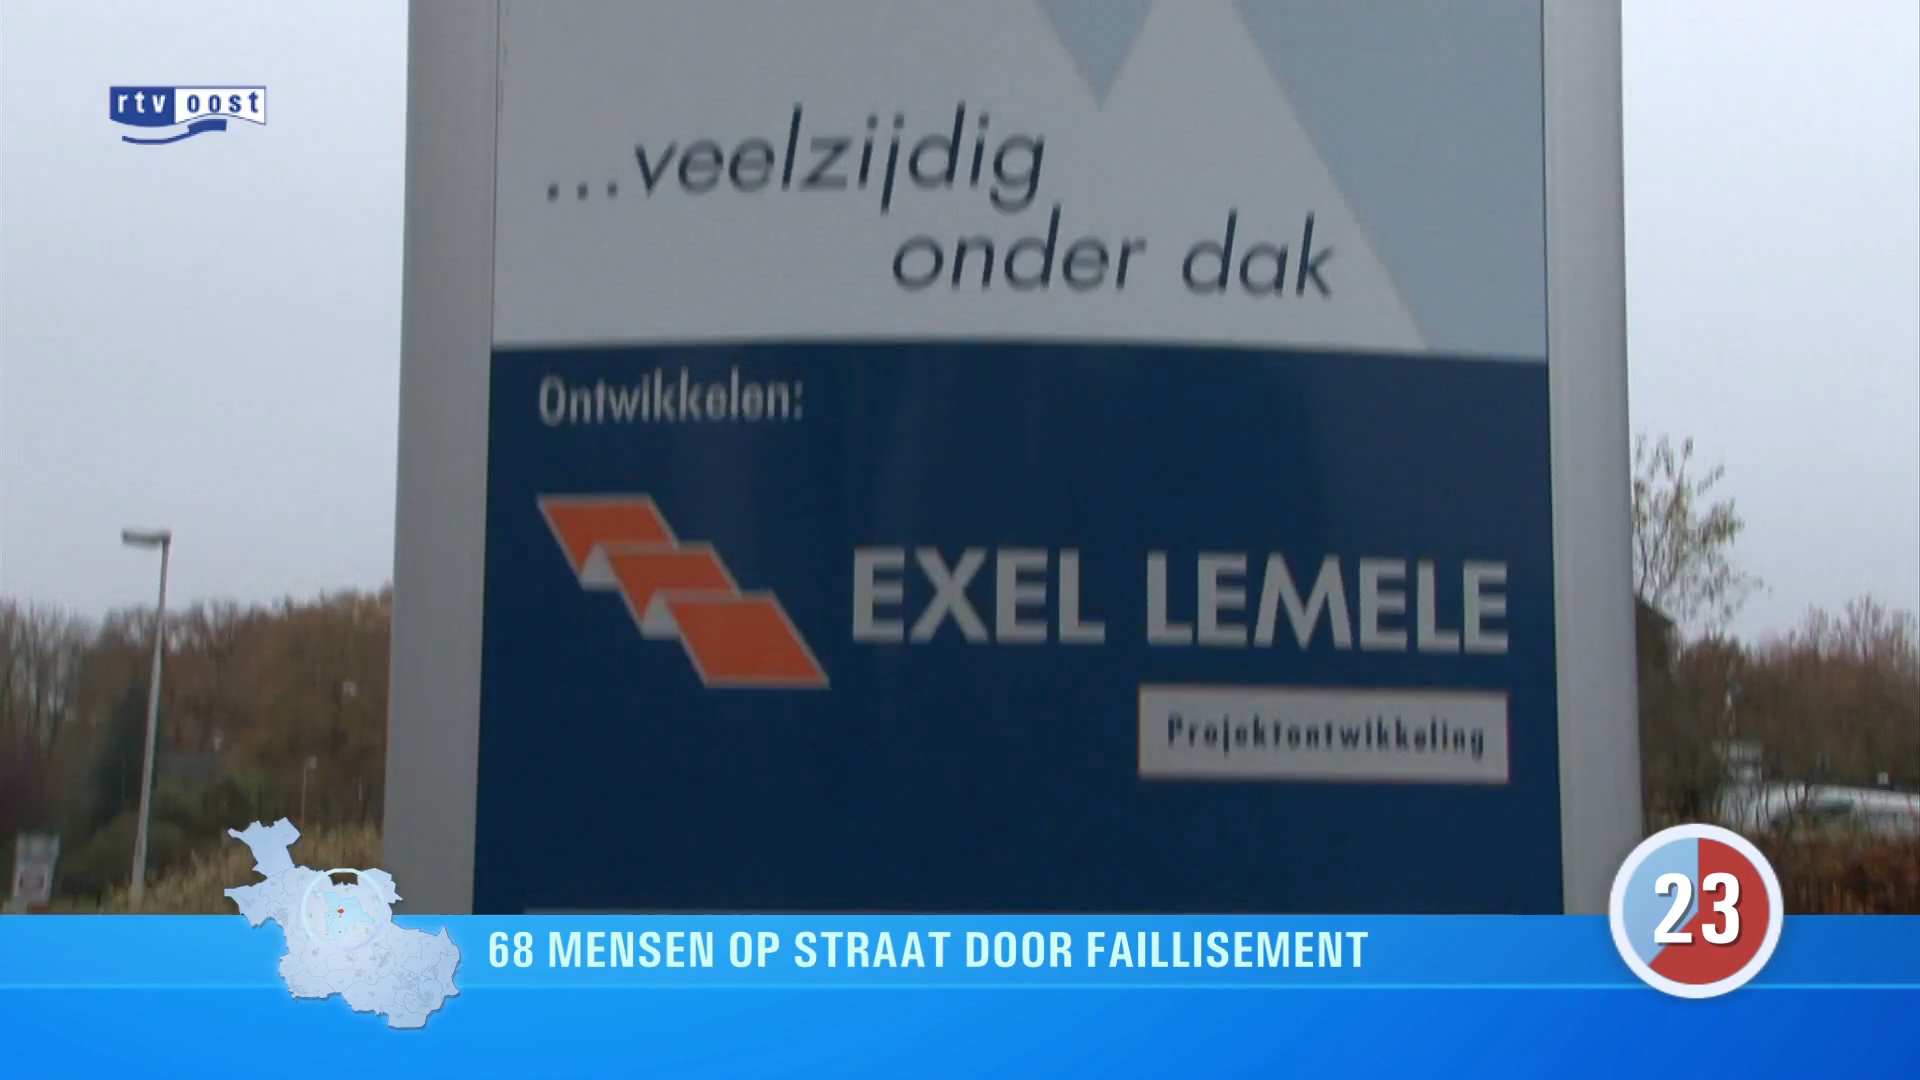 rtv oost
...veelzijdig
onder dak
Ontwikkelen:
EXEL LEMELE
Projektontwikkeling
68 MENSEN OP STRAAT DOOR FAILLISEMENT
23